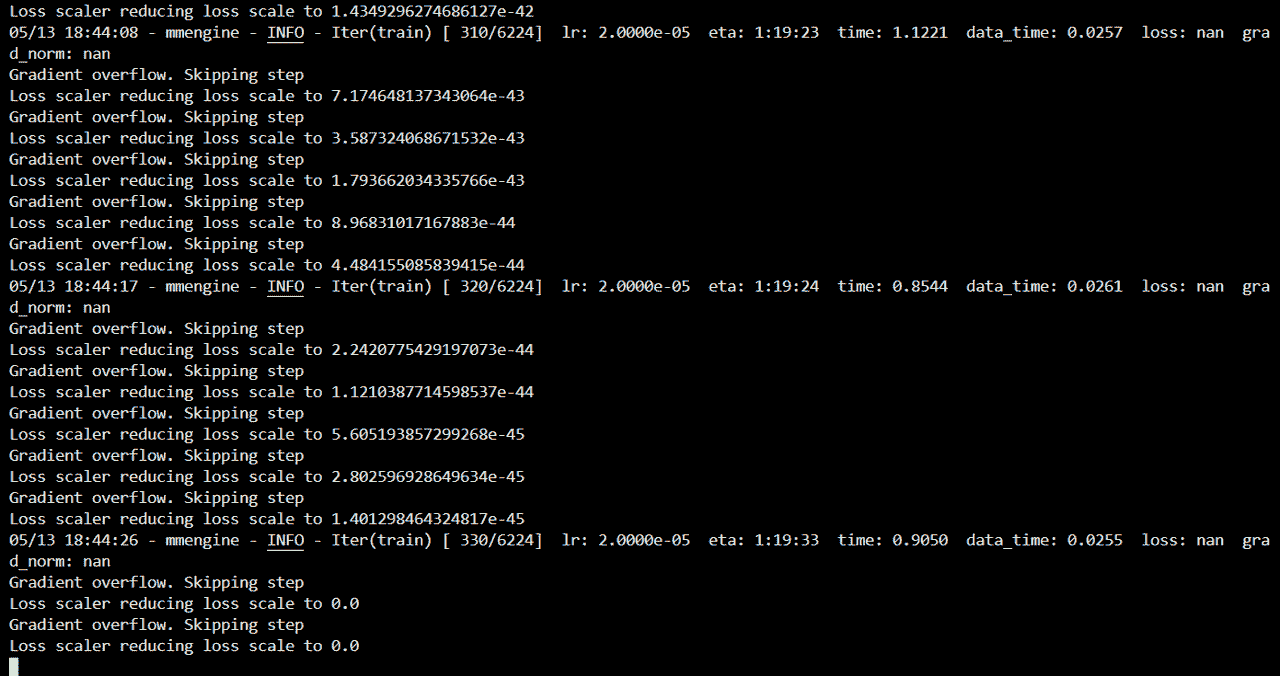 Loss scaler reducing loss scale to 1.4349296274686127e-42
05/13 18:44:08 - mmengine - INFO - Iter(train) [ 310/6224]  lr: 2.0000e-05  eta: 1:19:23  time: 1.1221  data_time: 0.0257  loss: nan  gra
d_norm: nan
Gradient overflow. Skipping step
Loss scaler reducing loss scale to 7.174648137343064e-43
Gradient overflow. Skipping step
Loss scaler reducing loss scale to 3.587324068671532e-43
Gradient overflow. Skipping step
Loss scaler reducing loss scale to 1.793662034335766e-43
Gradient overflow. Skipping step
Loss scaler reducing loss scale to 8.96831017167883e-44
Gradient overflow. Skipping step
Loss scaler reducing loss scale to 4.484155085839415e-44
05/13 18:44:17 - mmengine - INFO - Iter(train) [ 320/6224]  lr: 2.0000e-05  eta: 1:19:24  time: 0.8544  data_time: 0.0261  loss: nan  gra
d_norm: nan
Gradient overflow. Skipping step
Loss scaler reducing loss scale to 2.2420775429197073e-44
Gradient overflow. Skipping step
Loss scaler reducing loss scale to 1.1210387714598537e-44
Gradient overflow. Skipping step
Loss scaler reducing loss scale to 5.605193857299268e-45
Gradient overflow. Skipping step
Loss scaler reducing loss scale to 2.802596928649634e-45
Gradient overflow. Skipping step
Loss scaler reducing loss scale to 1.401298464324817e-45
05/13 18:44:26 - mmengine - INFO - Iter(train) [ 330/6224]  lr: 2.0000e-05  eta: 1:19:33  time: 0.9050  data_time: 0.0255  loss: nan  gra
d_norm: nan
Gradient overflow. Skipping step
Loss scaler reducing loss scale to 0.0
Gradient overflow. Skipping step
Loss scaler reducing loss scale to 0.0